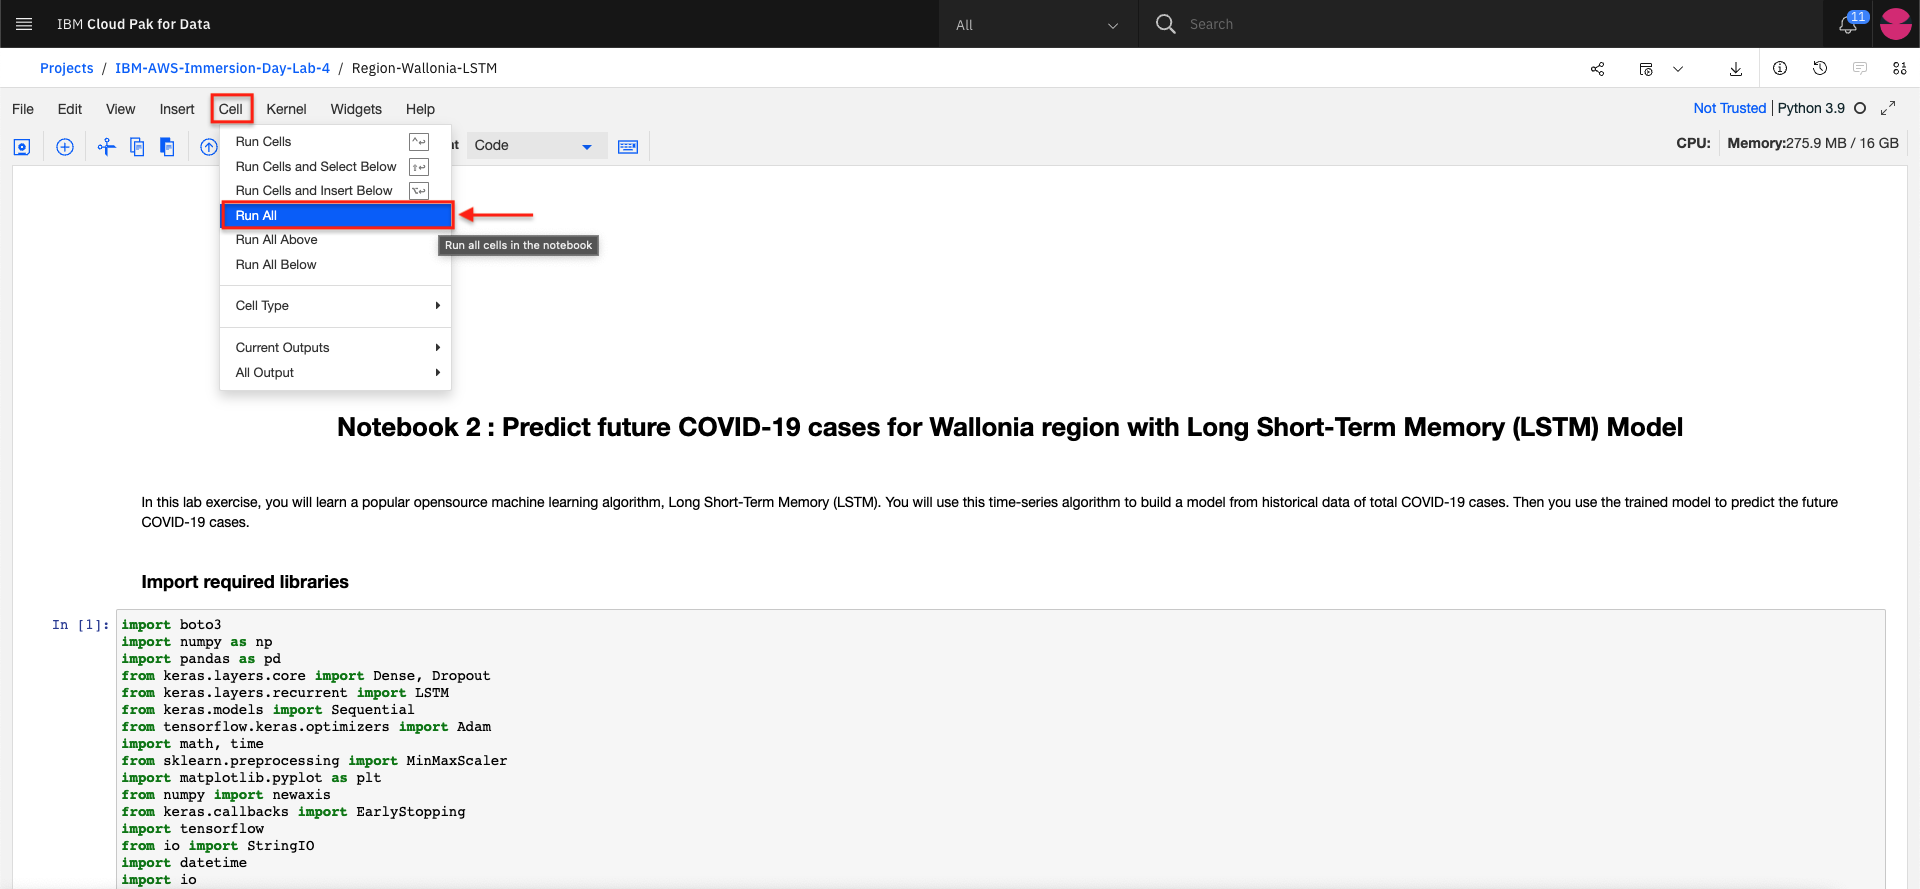 IBM Cloud Pak for Data
All
Search
11
Projects / IBM-AWS-Immersion-Day-Lab-4 / Region-Wallonia-LSTM
File Edit View Insert Cell Kernel Widgets Help
Not Trusted | Python 3.9
Code
CPU: Memory:275.9 MB / 16 GB
Run Cells
Run Cells and Select Below
Run Cells and Insert Below
Run All
Run All Above
Run all cells in the notebook
Run All Below
Cell Type
Current Outputs
All Output
Notebook 2 : Predict future COVID-19 cases for Wallonia region with Long Short-Term Memory (LSTM) Model
In this lab exercise, you will learn a popular opensource machine learning algorithm, Long Short-Term Memory (LSTM). You will use this time-series algorithm to build a model from historical data of total COVID-19 cases. Then you use the trained model to predict the future
COVID-19 cases.
Import required libraries
In [1]: import boto3
import numpy as np
import pandas as pd
from keras.layers.core import Dense, Dropout
from keras.layers.recurrent import LSTM
from keras.models import Sequential
from tensorflow.keras.optimizers import Adam
import math, time
from sklearn.preprocessing import MinMaxScaler
import matplotlib.pyplot as plt
from numpy import newaxis
from keras.callbacks import EarlyStopping
import tensorflow
from io import StringIO
import datetime
import io